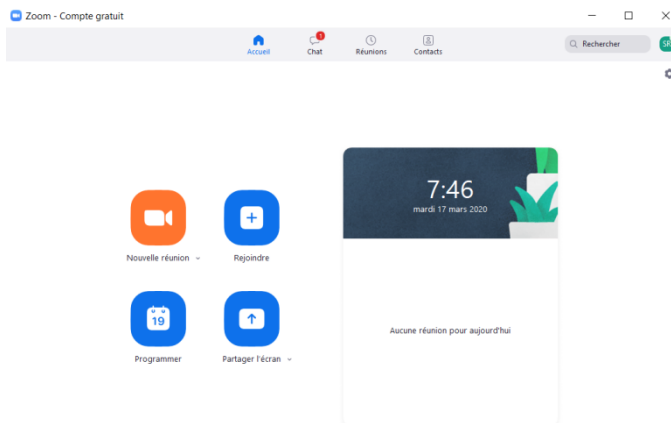 Zoom - Compte gratuit
Accueil
Chat
1
Réunions
Contacts
Rechercher
SR
7:46
mardi 17 mars 2020
Nouvelle réunion
Rejoindre
19
Programmer
Partager l'écran
Aucune réunion pour aujourd'hui